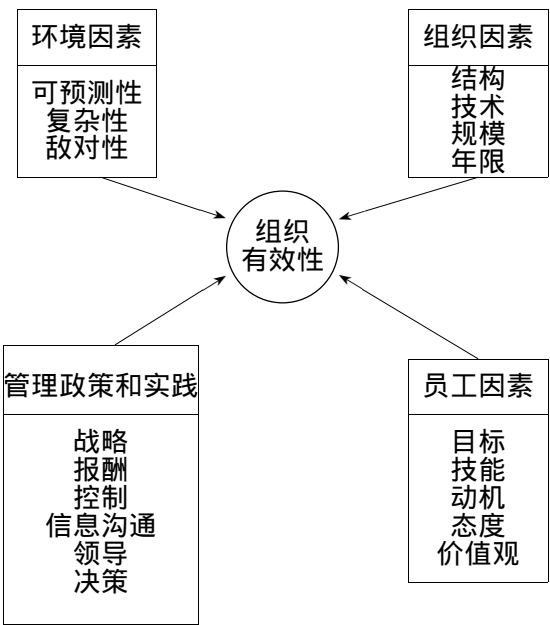 环境因素
可预测性
复杂性
敌对性
组织因素
结构
技术
规模
年限
组织
有效性
管理政策和实践
战略
报酬
控制
信息沟通
领导
决策
员工因素
目标
技能
动机
态度
价值观